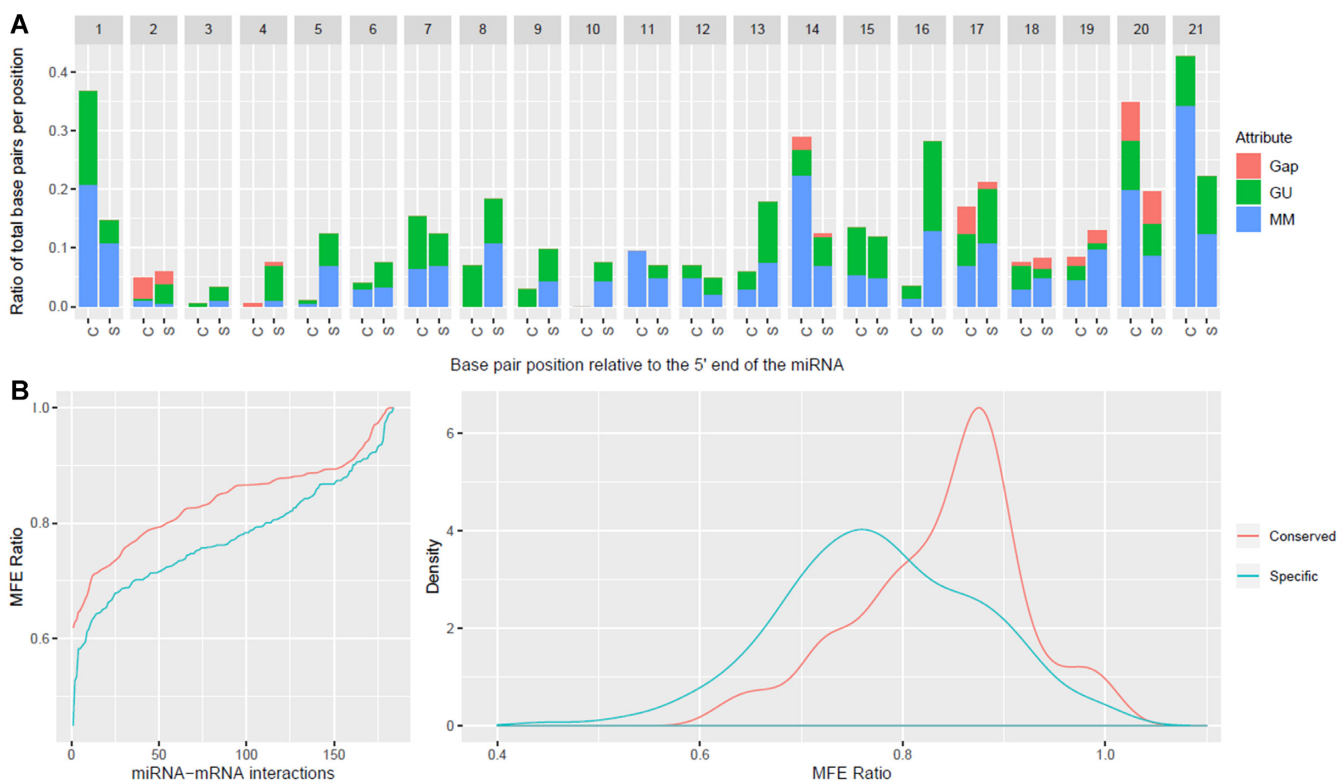 A
1 2 3 4 5 6 7 8 9 10 11 12 13 14 15 16 17 18 19 20 21
Ratio of total base pairs per position
0.4
0.3
0.2
0.1
0.0
C S C S C S C S C S C S C S C S C S C S C S C S C S C S C S C S C S C S C S C S C S
Base pair position relative to the 5' end of the miRNA
Attribute
Gap
GU
MM
B
MFE Ratio
1.0
0.8
0.6
0 50 100 150
miRNA−mRNA interactions
Density
6
4
2
0
0.4 0.6 0.8 1.0
MFE Ratio
Conserved
Specific